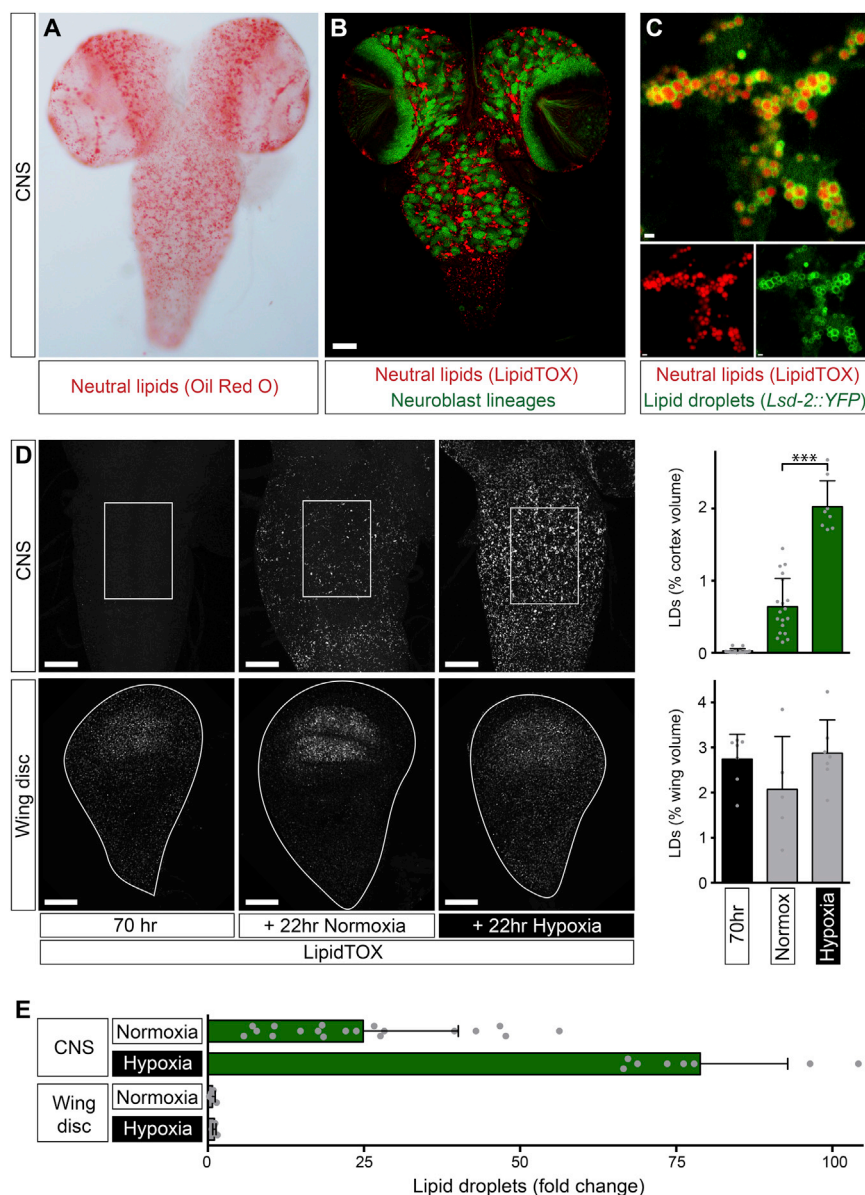 A
B
C
CNS
Neutral lipids (Oil Red O)
Neutral lipids (LipidTOX)
Neuroblast lineages
Neutral lipids (LipidTOX)
Lipid droplets (Lsd-2::YFP)
D
CNS
Wing disc
70 hr
+ 22hr Normoxia
+ 22hr Hypoxia
LipidTOX
***
LDs (% cortex volume)
2
1
0
LDs (% wing volume)
5
4
3
2
1
0
70hr
Normox
Hypoxia
E
CNS
Normoxia
Hypoxia
Wing
disc
Normoxia
Hypoxia
0
25
50
75
100
Lipid droplets (fold change)